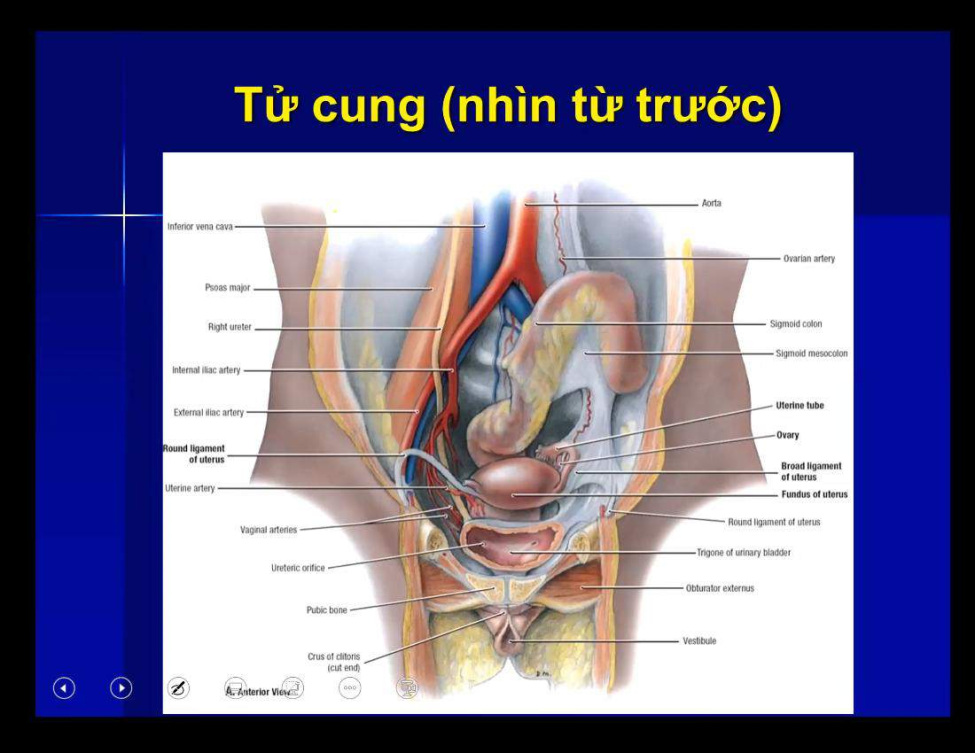 Tử cung (nhìn từ trước)
Aorta
Inferior vena cava
Ovarian artery
Psoas major
Right ureter
Sigmoid colon
Sigmoid mesocolon
Internal iliac artery
External iliac artery
Uterine tube
Ovary
Round ligament
of uterus
Broad ligament
of uterus
Uterine artery
Fundus of uterus
Vaginal arteries
Round ligament of uterus
Trigone of urinary bladder
Ureteric orifice
Obturator externus
Pubic bone
Vestibule
Crus of clitoris
(cut end)
A. Anterior View